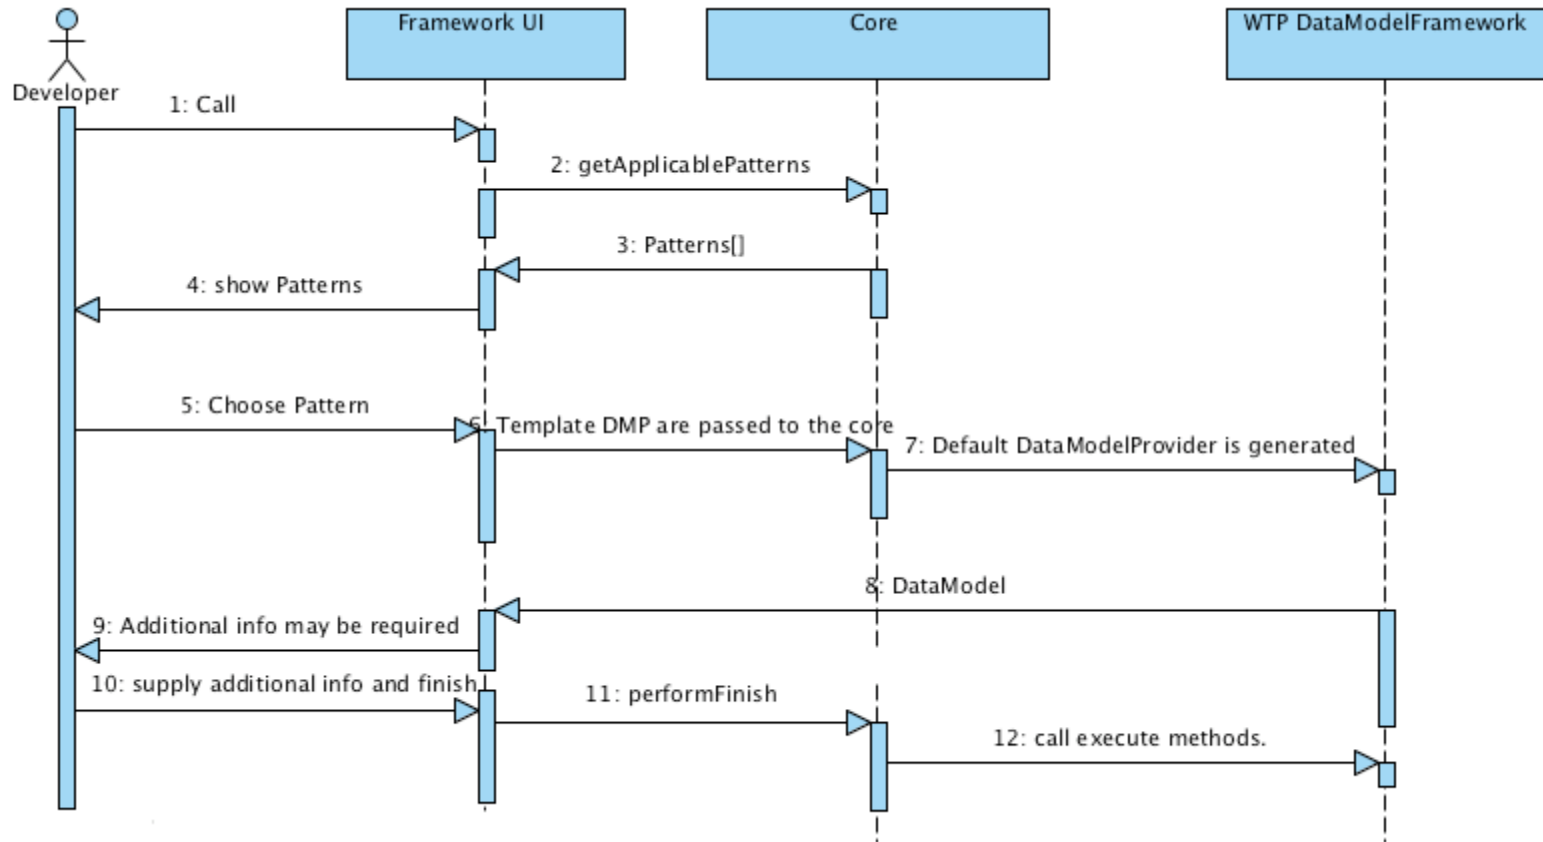 Framework UI
Core
WTP DataModelFramework
Developer
1: Call
2: getApplicablePatterns
3: Patterns[]
4: show Patterns
5: Choose Pattern
6: Template DMP are passed to the core
7: Default DataModelProvider is generated
8: DataModel
9: Additional info may be required
10: supply additional info and finish
11: performFinish
12: call execute methods.